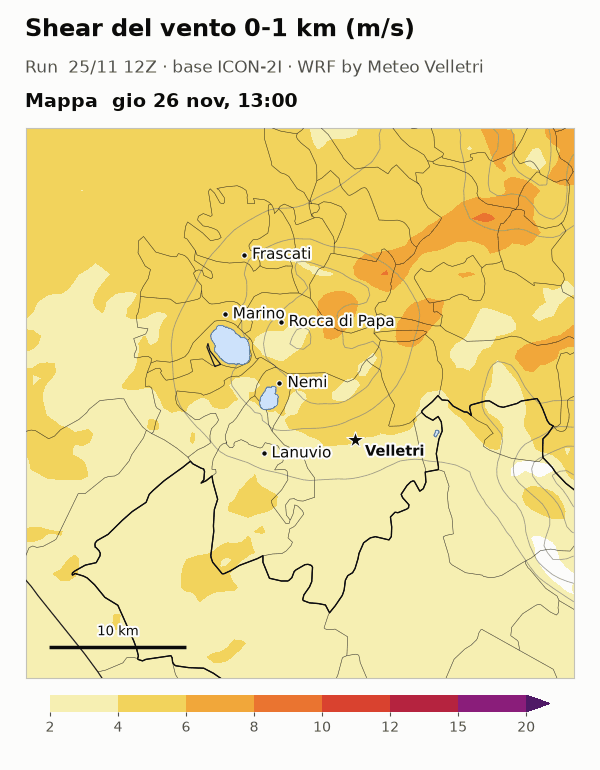 Shear del vento 0-1 km (m/s)
Run 25/11 12Z · base ICON-2I · WRF by Meteo Velletri
Mappa gio 26 nov, 13:00
Frascati
Marino
Rocca di Papa
Nemi
Velletri
Lanuvio
10 km
2 4 6 8 10 12 15 20